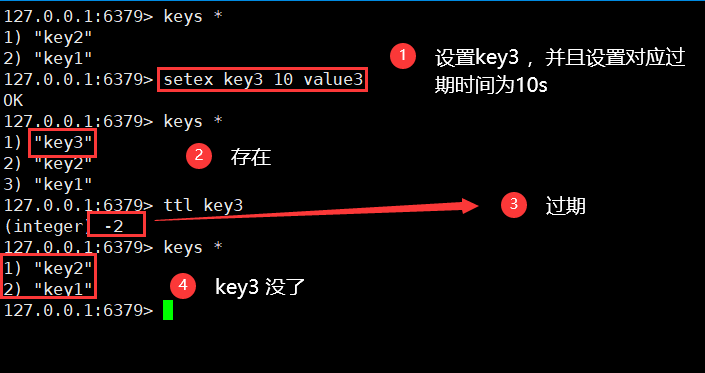 127.0.0.1:6379> keys *
1) "key2"
2) "key1"
127.0.0.1:6379> setex key3 10 value3
OK
127.0.0.1:6379> keys *
1) "key3"
2) "key2"
3) "key1"
127.0.0.1:6379> ttl key3
(integer) -2
127.0.0.1:6379> keys *
1) "key2"
2) "key1"
127.0.0.1:6379>
1 设置key3 ，并且设置对应过
期时间为10s
2 存在
3 过期
4 key3 没了